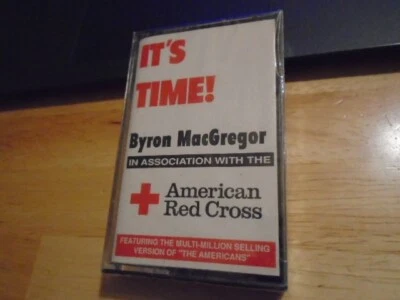 IT'S
TIME!
Byron MacGregor
IN ASSOCIATION WITH THE
American
Red Cross
FEATURING THE MULTI-MILLION SELLING
VERSION OF "THE AMERICANS"